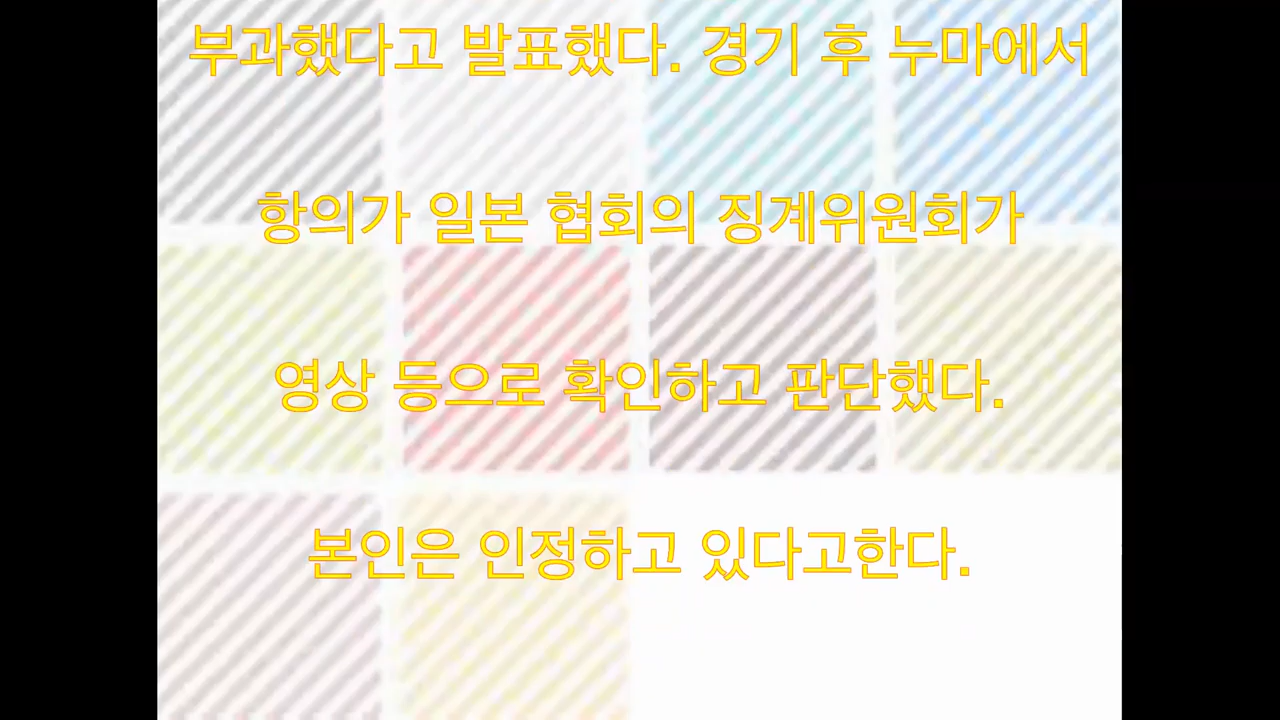 부과했다고 발표했다. 경기 후 누마에서
항의가 일본 협회의 징계위원회가
영상 등으로 확인하고 판단했다.
본인은 인정하고 있다고한다.